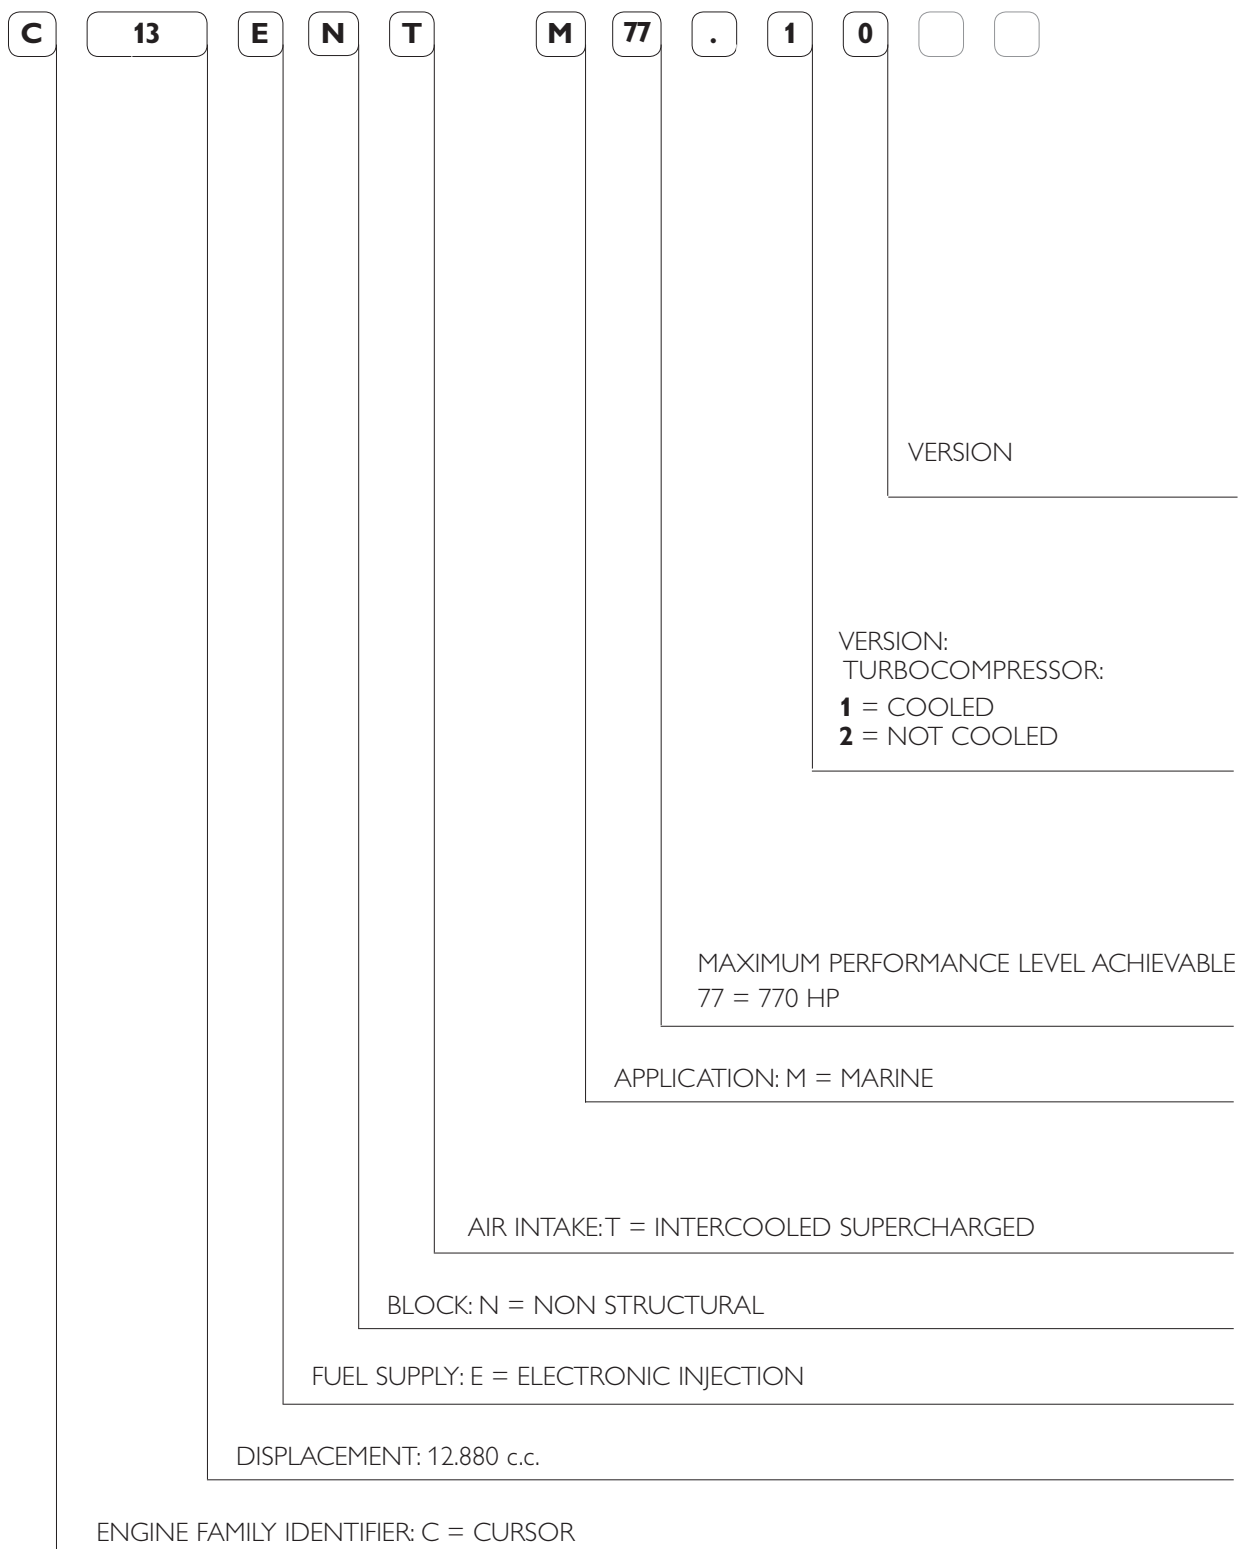 C 13 E N T M 77 . 1 0
VERSION
VERSION:
TURBOCOMPRESSOR:
1 = COOLED
2 = NOT COOLED
MAXIMUM PERFORMANCE LEVEL ACHIEVABLE
77 = 770 HP
APPLICATION: M = MARINE
AIR INTAKE: T = INTERCOOLED SUPERCHARGED
BLOCK: N = NON STRUCTURAL
FUEL SUPPLY: E = ELECTRONIC INJECTION
DISPLACEMENT: 12.880 c.c.
ENGINE FAMILY IDENTIFIER: C = CURSOR